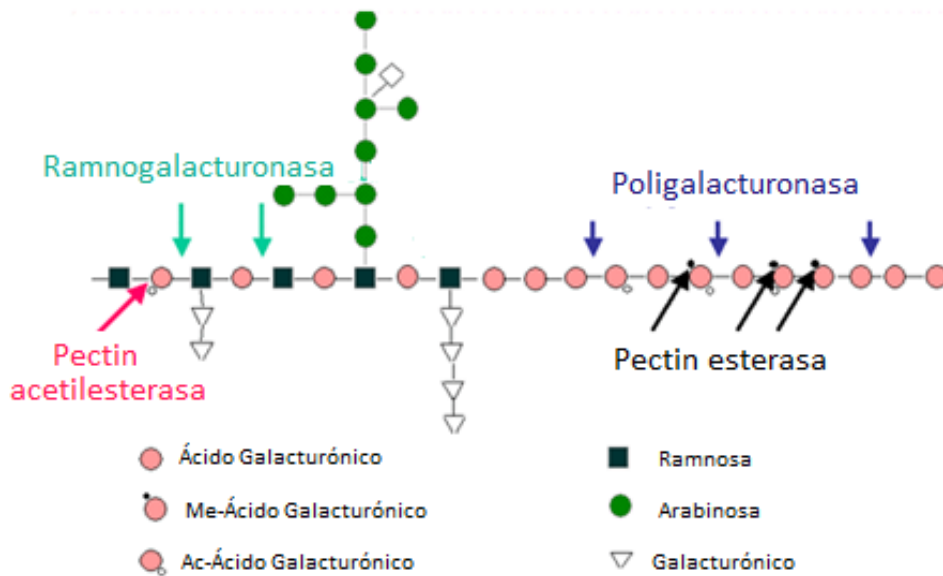 Ramnogalacturonasa
Poligalacturonasa
Pectin
acetilesterasa
Pectin esterasa
Ácido Galacturónico
Ramnosa
Me-Ácido Galacturónico
Arabinosa
Ac-Ácido Galacturónico
Galacturónico